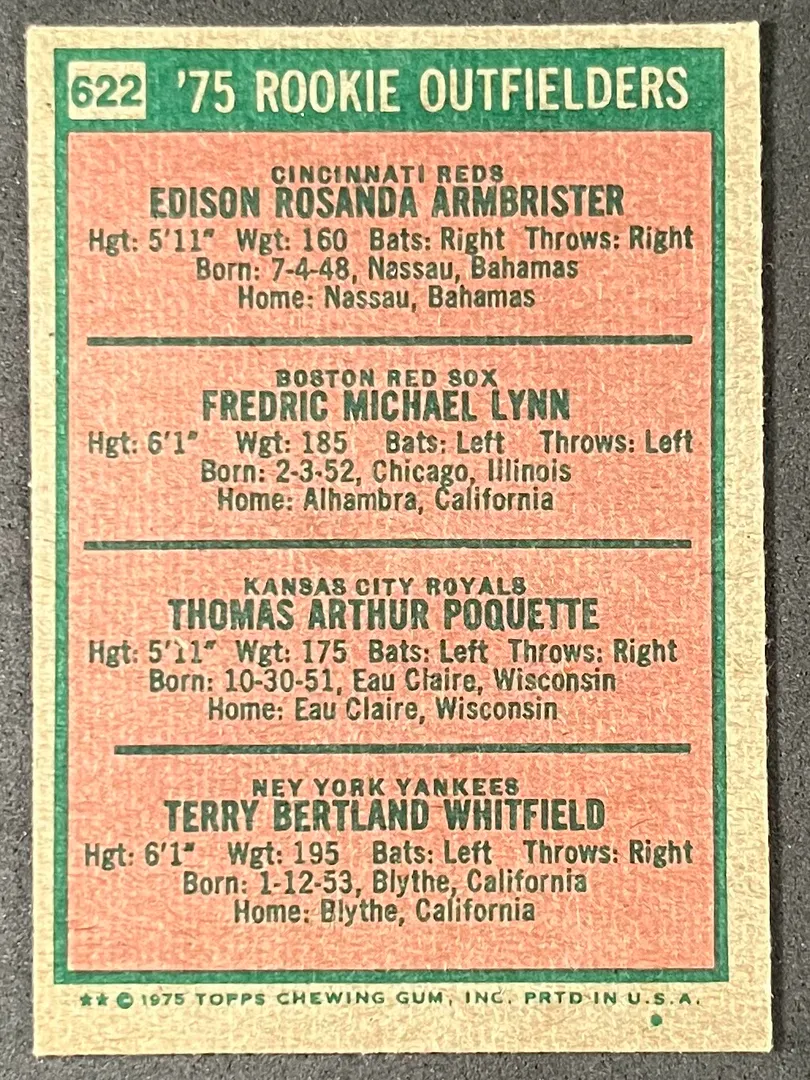 622 '75 ROOKIE OUTFIELDERS
CINCINNATI REDS
EDISON ROSANDA ARMBRISTER
Hgt: 5'11" Wgt: 160 Bats: Right Throws: Right
Born: 7-4-48, Nassau, Bahamas
Home: Nassau, Bahamas
BOSTON RED SOX
FREDRIC MICHAEL LYNN
Hgt: 6'1" Wgt: 185 Bats: Left Throws: Left
Born: 2-3-52, Chicago, Illinois
Home: Alhambra, California
KANSAS CITY ROYALS
THOMAS ARTHUR POQUETTE
Hgt: 5'11" Wgt: 175 Bats: Left Throws: Right
Born: 10-30-51, Eau Claire, Wisconsin
Home: Eau Claire, Wisconsin
NEY YORK YANKEES
TERRY BERTLAND WHITFIELD
Hgt: 6'1" Wgt: 195 Bats: Left Throws: Right
Born: 1-12-53, Blythe, California
Home: Blythe, California
** © 1975 TOPPS CHEWING GUM, INC. PRTD IN U.S.A.